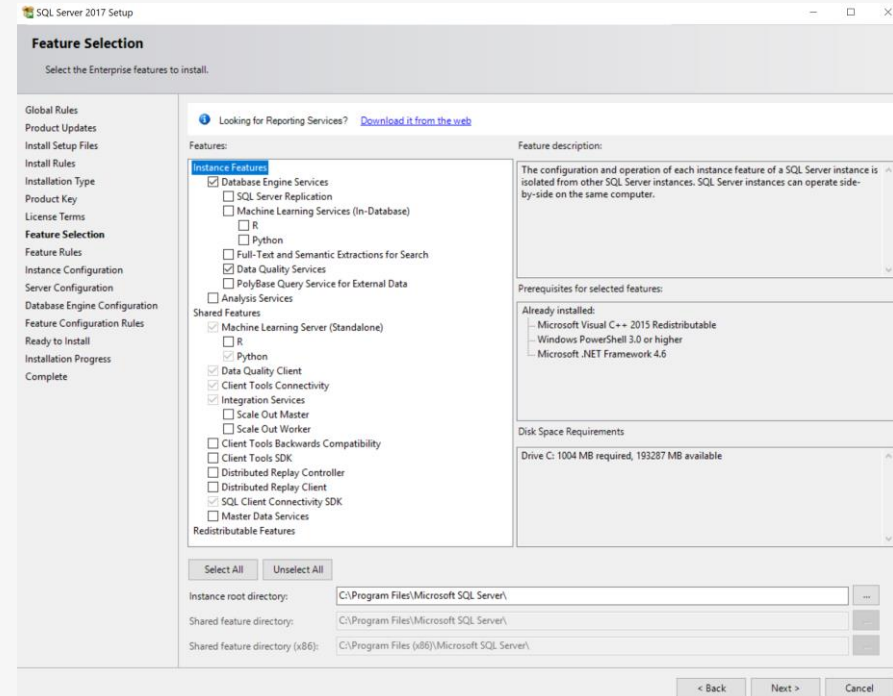 SQL Server 2017 Setup
Feature Selection
Select the Enterprise features to install.
Global Rules
Product Updates
Install Setup Files
Install Rules
Installation Type
Product Key
License Terms
Feature Selection
Feature Rules
Instance Configuration
Server Configuration
Database Engine Configuration
Feature Configuration Rules
Ready to Install
Installation Progress
Complete
Looking for Reporting Services? Download it from the web
Features:
Instance Features
Database Engine Services
SQL Server Replication
Machine Learning Services (In-Database)
R
Python
Full-Text and Semantic Extractions for Search
Data Quality Services
PolyBase Query Service for External Data
Analysis Services
Shared Features
Machine Learning Server (Standalone)
R
Python
Data Quality Client
Client Tools Connectivity
Integration Services
Scale Out Master
Scale Out Worker
Client Tools Backwards Compatibility
Client Tools SDK
Distributed Replay Controller
Distributed Replay Client
SQL Client Connectivity SDK
Master Data Services
Redistributable Features
Feature description:
The configuration and operation of each instance feature of a SQL Server instance is
isolated from other SQL Server instances. SQL Server instances can operate side-
by-side on the same computer.
Prerequisites for selected features:
Already installed:
Microsoft Visual C++ 2015 Redistributable
Windows PowerShell 3.0 or higher
Microsoft .NET Framework 4.6
Disk Space Requirements
Drive C: 1004 MB required, 193287 MB available
Select All Unselect All
Instance root directory: C:\Program Files\Microsoft SQL Server\ ...
Shared feature directory: C:\Program Files\Microsoft SQL Server\ ...
Shared feature directory (x86): C:\Program Files (x86)\Microsoft SQL Server\ ...
< Back Next > Cancel